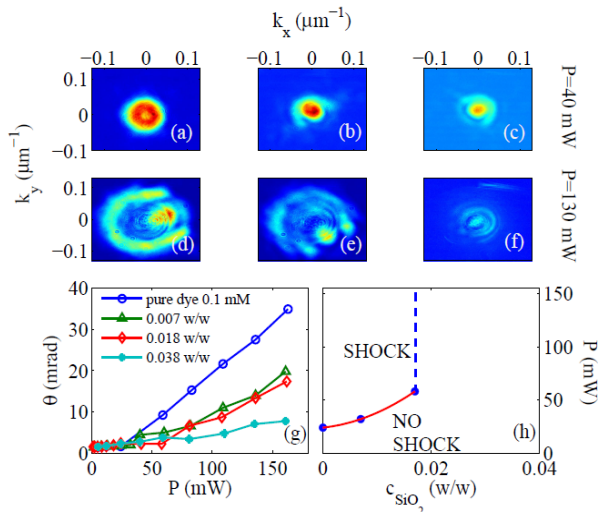 k_x (μm⁻¹)
−0.1 0 0.1 −0.1 0 0.1 −0.1 0 0.1
0.1
0
−0.1
(a) (b) (c)
P=40 mW
k_y (μm⁻¹)
0.1
0
−0.1
(d) (e) (f)
P=130 mW
40
30
20
10
0
θ (mrad)
pure dye 0.1 mM
0.007 w/w
0.018 w/w
0.038 w/w
(g)
0 50 100 150
P (mW)
SHOCK
NO
SHOCK
(h)
150
100
50
0
P (mW)
0 0.02 0.04
c_SiO₂ (w/w)